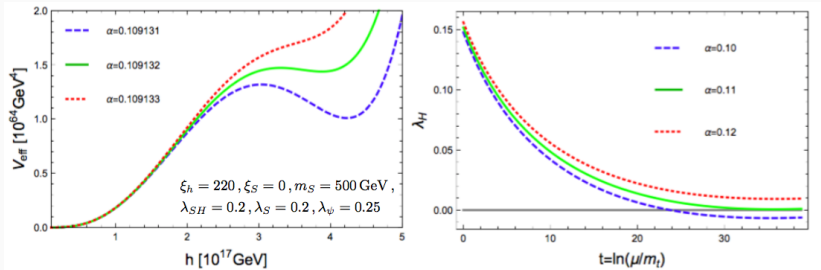 2.0
1.5
1.0
0.5
0.0
V_eff [10^64 GeV^4]
α=0.109131
α=0.109132
α=0.109133
ξ_h = 220 , ξ_S = 0 , m_S = 500 GeV ,
λ_SH = 0.2 , λ_S = 0.2 , λ_ψ = 0.25
1 2 3 4 5
h [10^17 GeV]
0.15
0.10
0.05
0.00
λ_H
α=0.10
α=0.11
α=0.12
0 10 20 30
t=ln(μ/m_t)